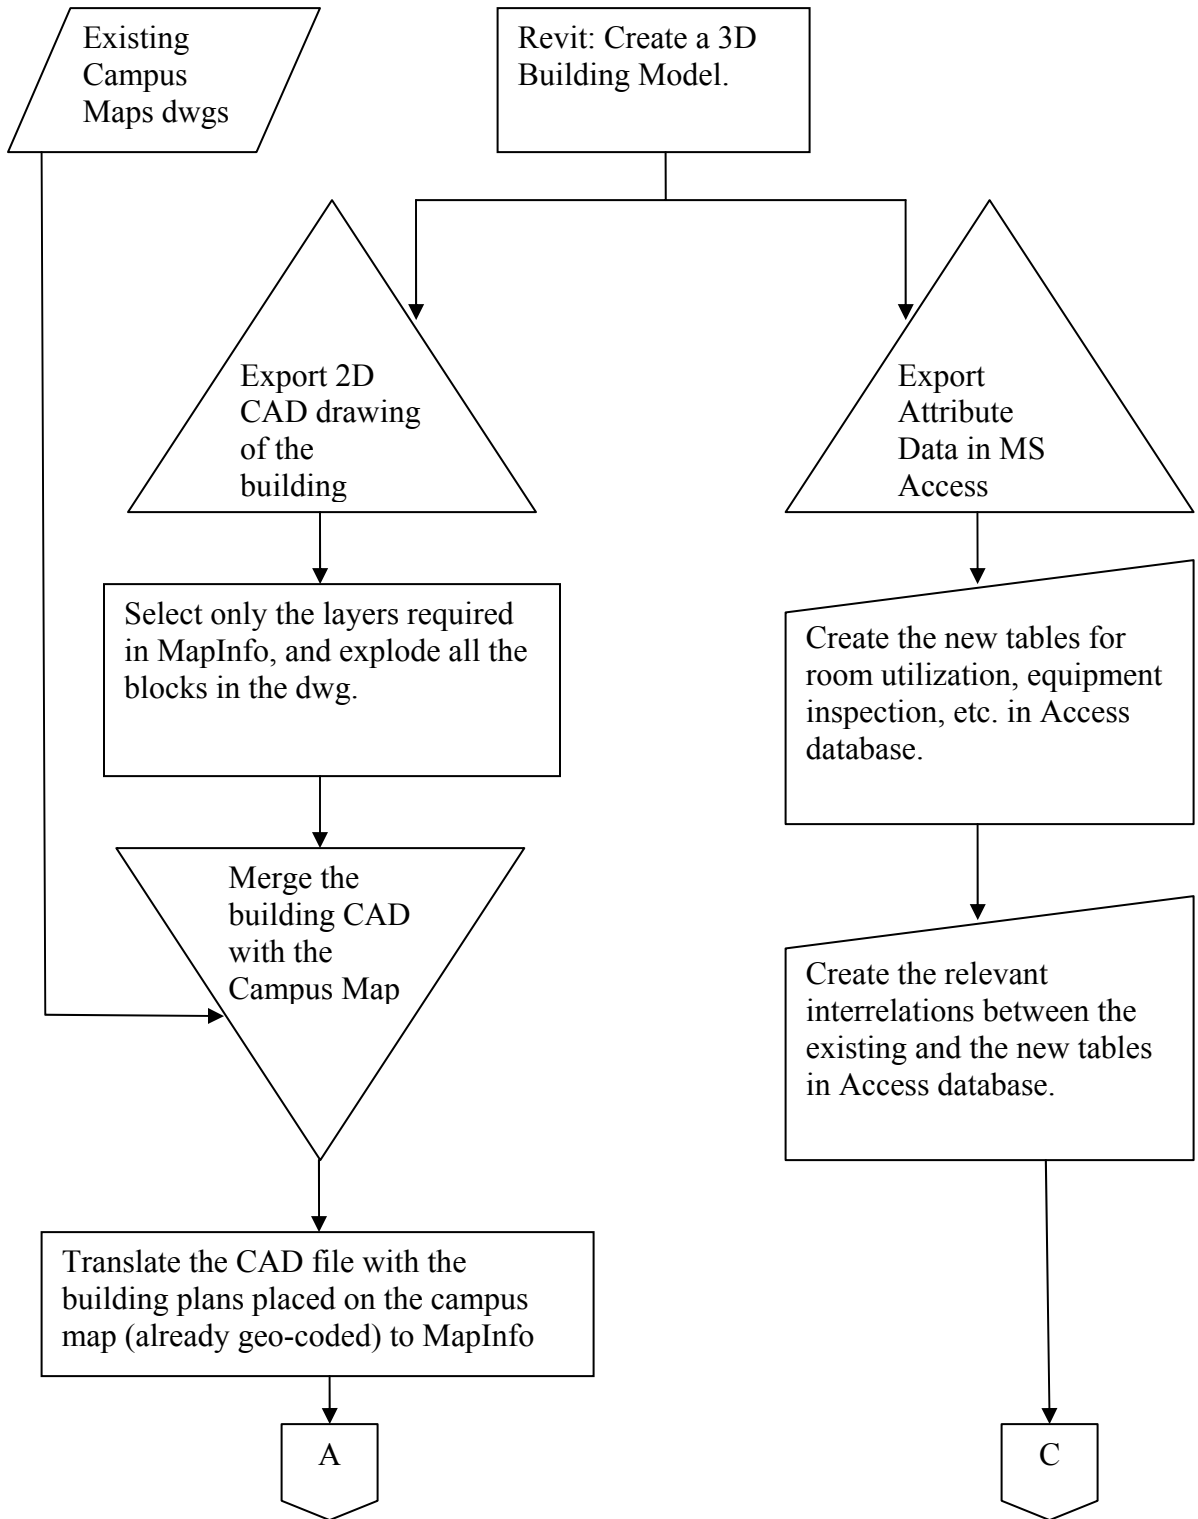 Existing
Campus
Maps dwgs
Revit: Create a 3D
Building Model.
Export 2D
CAD drawing
of the
building
Export
Attribute
Data in MS
Access
Select only the layers required
in MapInfo, and explode all the
blocks in the dwg.
Create the new tables for
room utilization, equipment
inspection, etc. in Access
database.
Merge the
building CAD
with the
Campus Map
Create the relevant
interrelations between the
existing and the new tables
in Access database.
Translate the CAD file with the
building plans placed on the campus
map (already geo-coded) to MapInfo
A
C